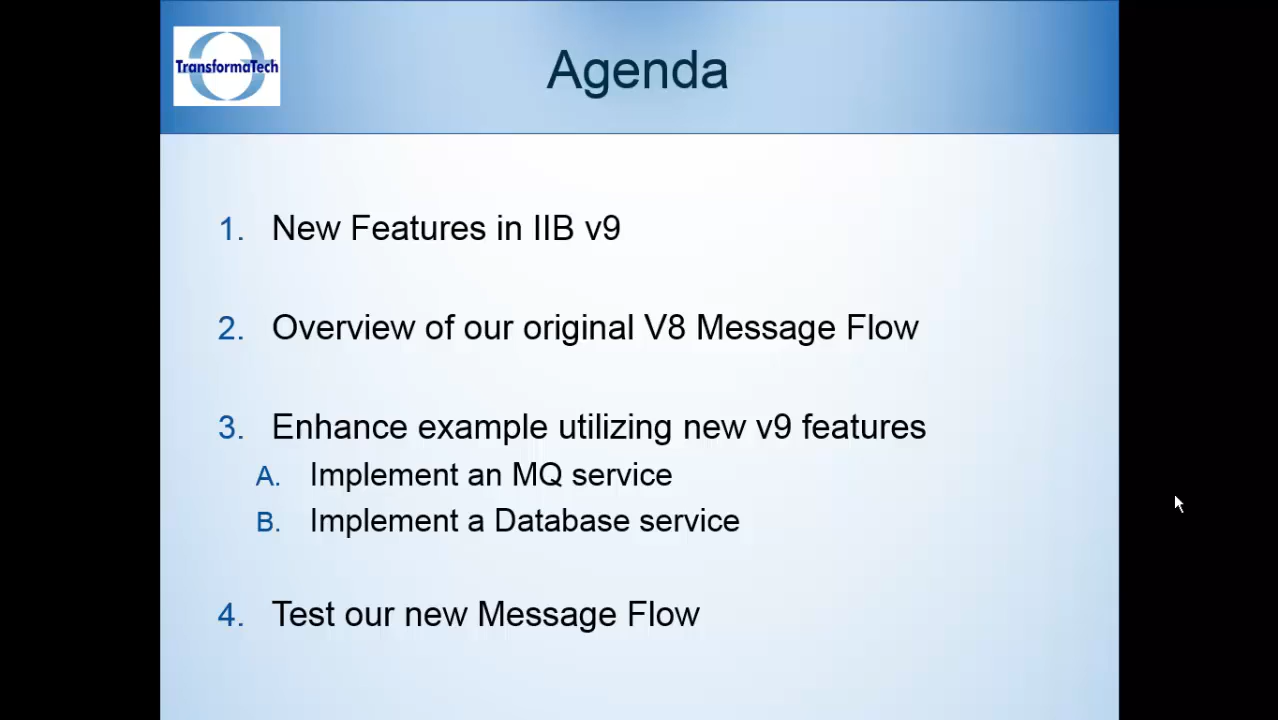 TransformaTech
Agenda
1. New Features in IIB v9
2. Overview of our original V8 Message Flow
3. Enhance example utilizing new v9 features
A. Implement an MQ service
B. Implement a Database service
4. Test our new Message Flow